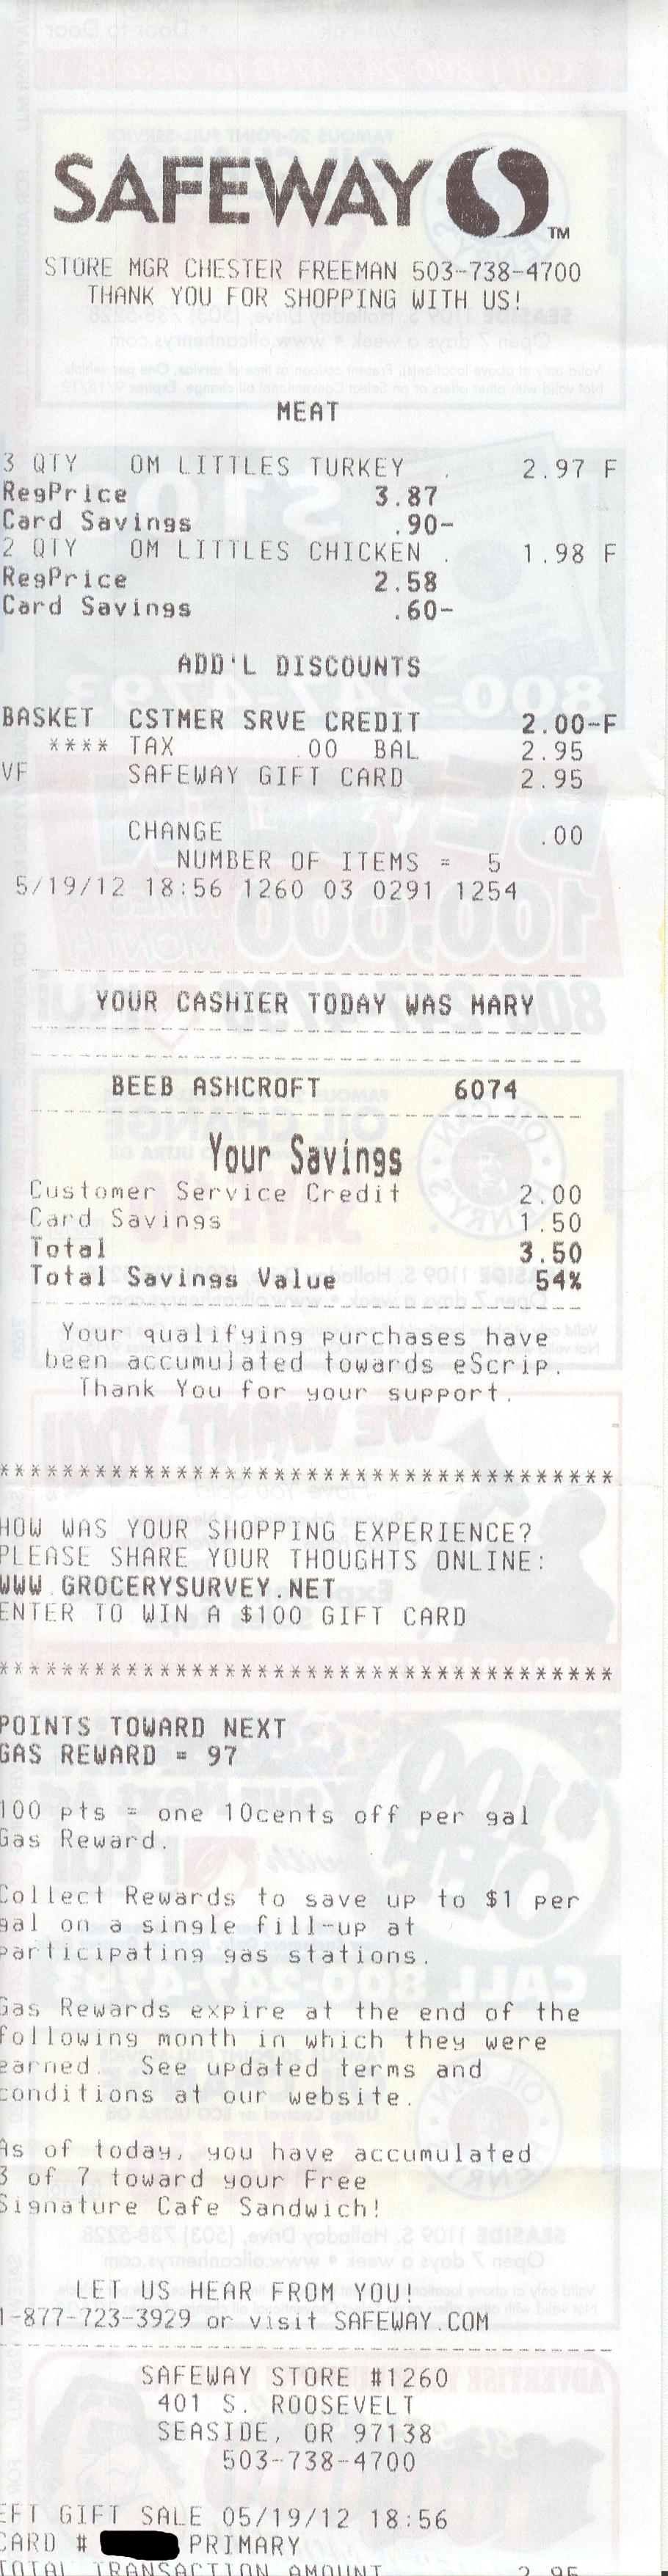 SAFEWAY TM
STORE MGR CHESTER FREEMAN 503-738-4700
THANK YOU FOR SHOPPING WITH US!
MEAT
3 QTY OM LITTLES TURKEY . 2.97 F
RegPrice 3.87
Card Savings .90-
2 QTY OM LITTLES CHICKEN . 1.98 F
RegPrice 2.58
Card Savings .60-
ADD'L DISCOUNTS
BASKET CSTMER SRVE CREDIT 2.00-F
**** TAX .00 BAL 2.95
VF SAFEWAY GIFT CARD 2.95
CHANGE .00
NUMBER OF ITEMS = 5
5/19/12 18:56 1260 03 0291 1254
YOUR CASHIER TODAY WAS MARY
BEEB ASHCROFT 6074
Your Savings
Customer Service Credit 2.00
Card Savings 1.50
Total 3.50
Total Savings Value 54%
Your qualifying purchases have
been accumulated towards eScrip.
Thank You for your support.
**************************************
HOW WAS YOUR SHOPPING EXPERIENCE?
PLEASE SHARE YOUR THOUGHTS ONLINE:
WWW.GROCERYSURVEY.NET
ENTER TO WIN A $100 GIFT CARD
**************************************
POINTS TOWARD NEXT
GAS REWARD = 97
100 pts = one 10cents off per gal
Gas Reward.
Collect Rewards to save up to $1 per
gal on a single fill-up at
participating gas stations.
Gas Rewards expire at the end of the
following month in which they were
earned. See updated terms and
conditions at our website.
As of today, you have accumulated
3 of 7 toward your Free
Signature Cafe Sandwich!
LET US HEAR FROM YOU!
1-877-723-3929 or visit SAFEWAY.COM
SAFEWAY STORE #1260
401 S. ROOSEVELT
SEASIDE, OR 97138
503-738-4700
EFT GIFT SALE 05/19/12 18:56
CARD # PRIMARY
TOTAL TRANSACTION AMOUNT 2.95